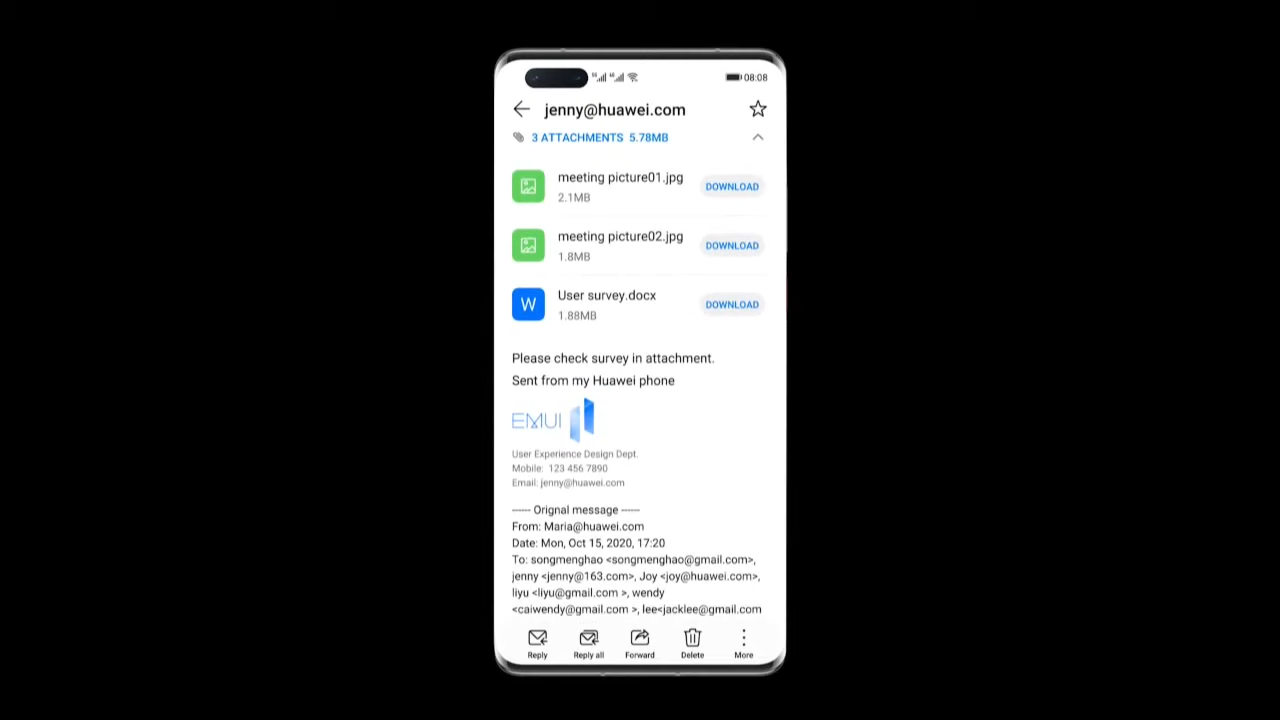 08:08
jenny@huawei.com
3 ATTACHMENTS 5.78MB
meeting picture01.jpg
2.1MB
DOWNLOAD
meeting picture02.jpg
1.8MB
DOWNLOAD
W
User survey.docx
1.88MB
DOWNLOAD
Please check survey in attachment.
Sent from my Huawei phone
EMUI 11
User Experience Design Dept.
Mobile: 123 456 7890
Email: jenny@huawei.com
------ Orignal message ------
From: Maria@huawei.com
Date: Mon, Oct 15, 2020, 17:20
To: songmenghao <songmenghao@gmail.com>,
jenny <jenny@163.com>, Joy <joy@huawei.com>,
liyu <liyu@gmail.com >, wendy
<caiwendy@gmail.com >, lee<jacklee@gmail.com
Reply
Reply all
Forward
Delete
More